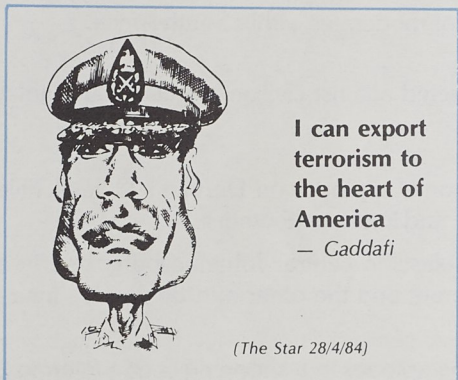 I can export
terrorism to
the heart of
America
— Gaddafi
(The Star 28/4/84)